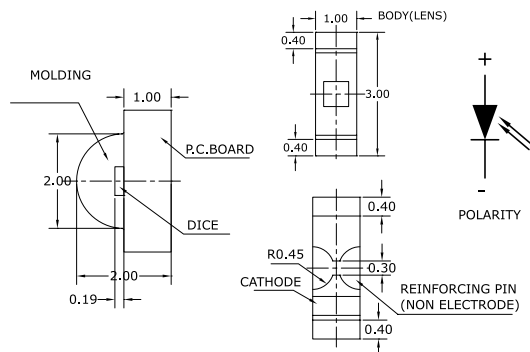 MOLDING
1.00
P.C.BOARD
2.00
DICE
2.00
0.19
1.00
BODY(LENS)
0.40
3.00
0.40
+
-
POLARITY
0.40
R0.45
0.30
CATHODE
REINFORCING PIN
(NON ELECTRODE)
0.40